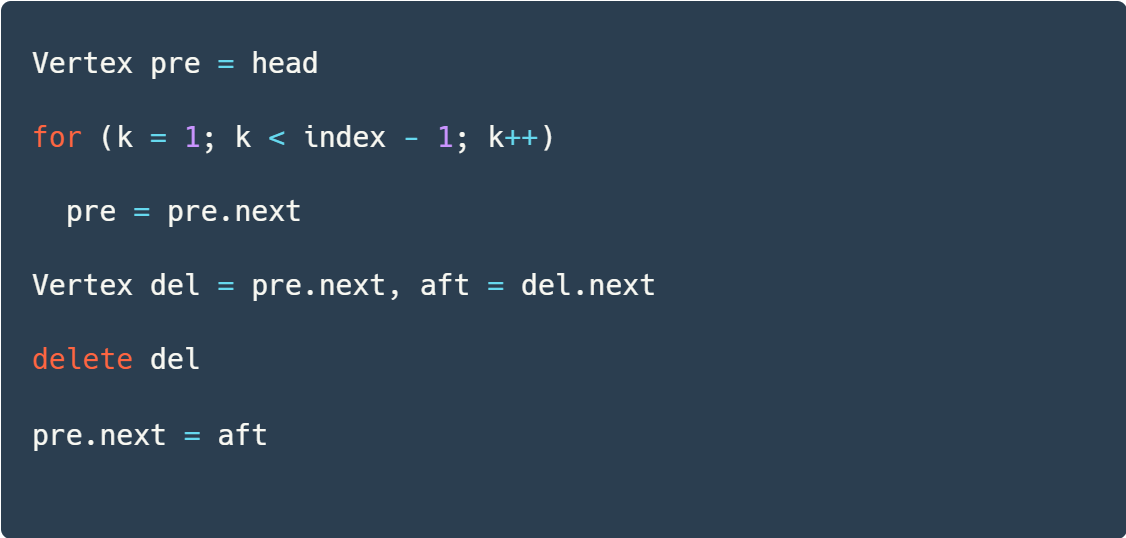 Vertex pre = head
for (k = 1; k < index - 1; k++)
  pre = pre.next
Vertex del = pre.next, aft = del.next
delete del
pre.next = aft